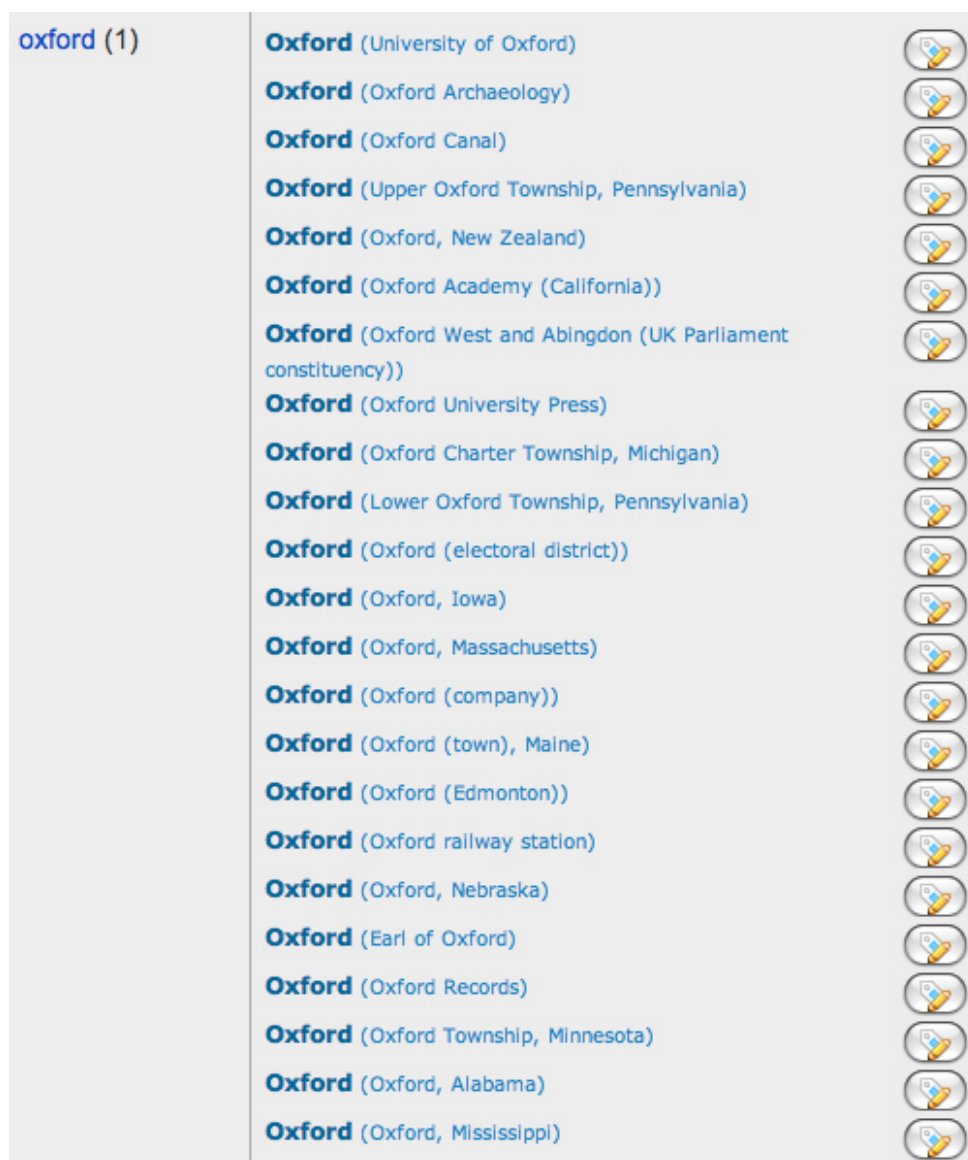 oxford (1)
Oxford (University of Oxford)
Oxford (Oxford Archaeology)
Oxford (Oxford Canal)
Oxford (Upper Oxford Township, Pennsylvania)
Oxford (Oxford, New Zealand)
Oxford (Oxford Academy (California))
Oxford (Oxford West and Abingdon (UK Parliament
constituency))
Oxford (Oxford University Press)
Oxford (Oxford Charter Township, Michigan)
Oxford (Lower Oxford Township, Pennsylvania)
Oxford (Oxford (electoral district))
Oxford (Oxford, Iowa)
Oxford (Oxford, Massachusetts)
Oxford (Oxford (company))
Oxford (Oxford (town), Maine)
Oxford (Oxford (Edmonton))
Oxford (Oxford railway station)
Oxford (Oxford, Nebraska)
Oxford (Earl of Oxford)
Oxford (Oxford Records)
Oxford (Oxford Township, Minnesota)
Oxford (Oxford, Alabama)
Oxford (Oxford, Mississippi)